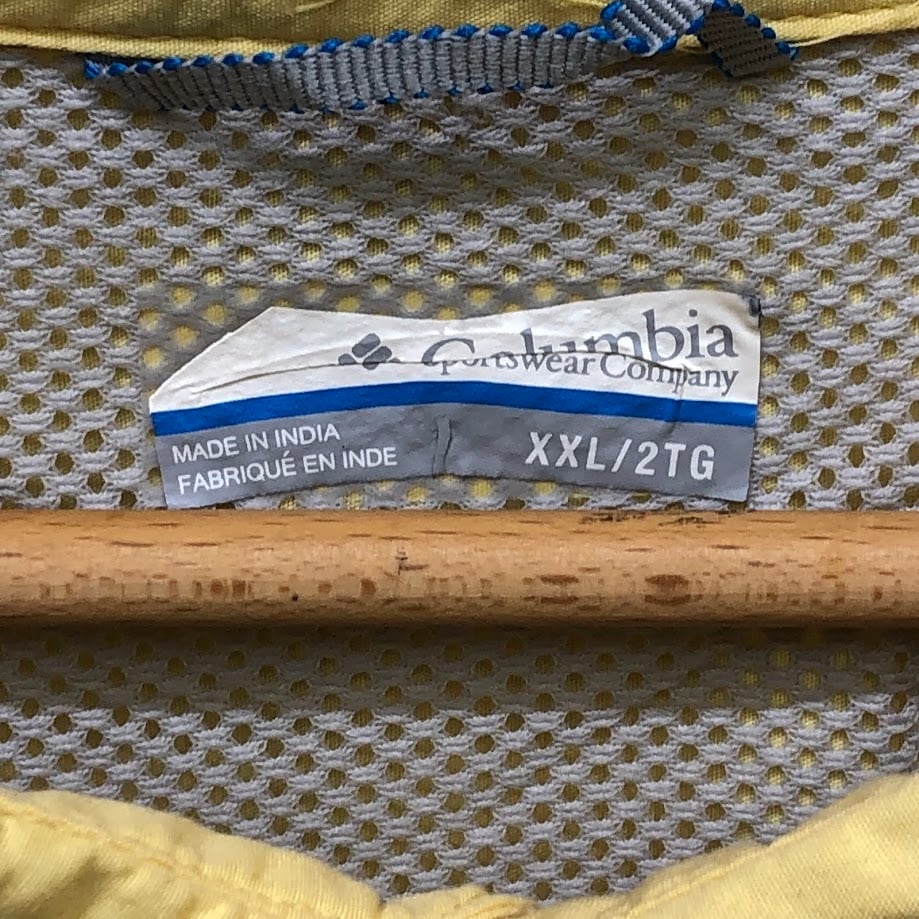 Columbia
Sportswear Company
MADE IN INDIA
FABRIQUÉ EN INDE
XXL/2TG